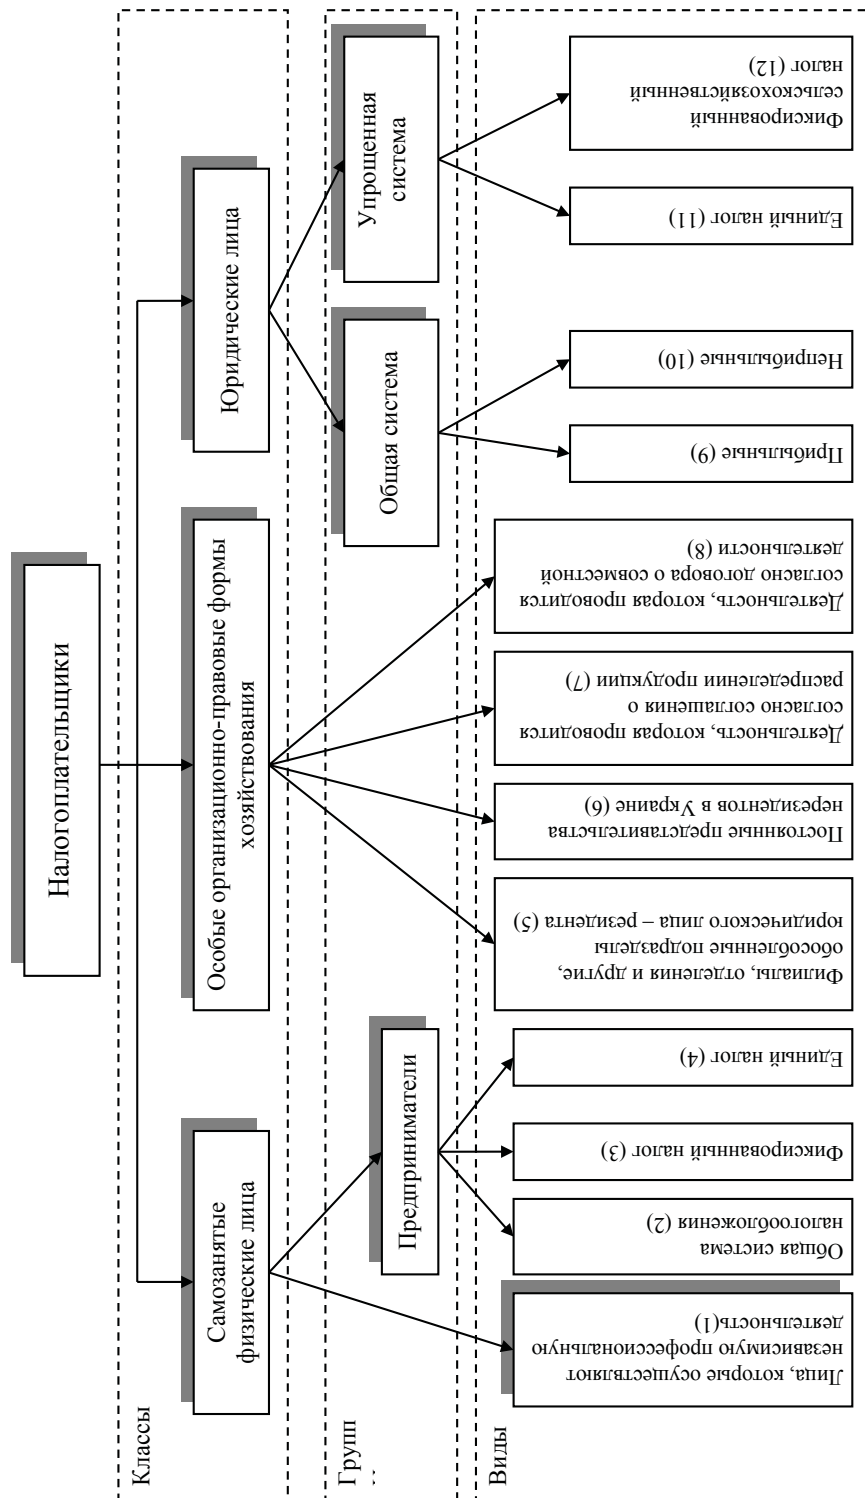 Налогоплательщики
Классы
Самозанятые
физические лица
Особые организационно-правовые формы
хозяйствования
Юридические лица
Групп
Предприниматели
Общая система
Упрощенная
система
Виды
Лица, которые осуществляют
независимую профессиональную
деятельность(1)
Общая система
налогообложения (2)
Фиксированный налог (3)
Единый налог (4)
Филиалы, отделения и другие,
обособленные подразделы
юридического лица – резидента (5)
Постоянные представительства
нерезидентов в Украине (6)
Деятельность, которая проводится
согласно соглашения о
распределении продукции (7)
Деятельность, которая проводится
согласно договора о совместной
деятельности (8)
Прибыльные (9)
Неприбыльные (10)
Единый налог (11)
Фиксированный
сельскохозяйственный
налог (12)